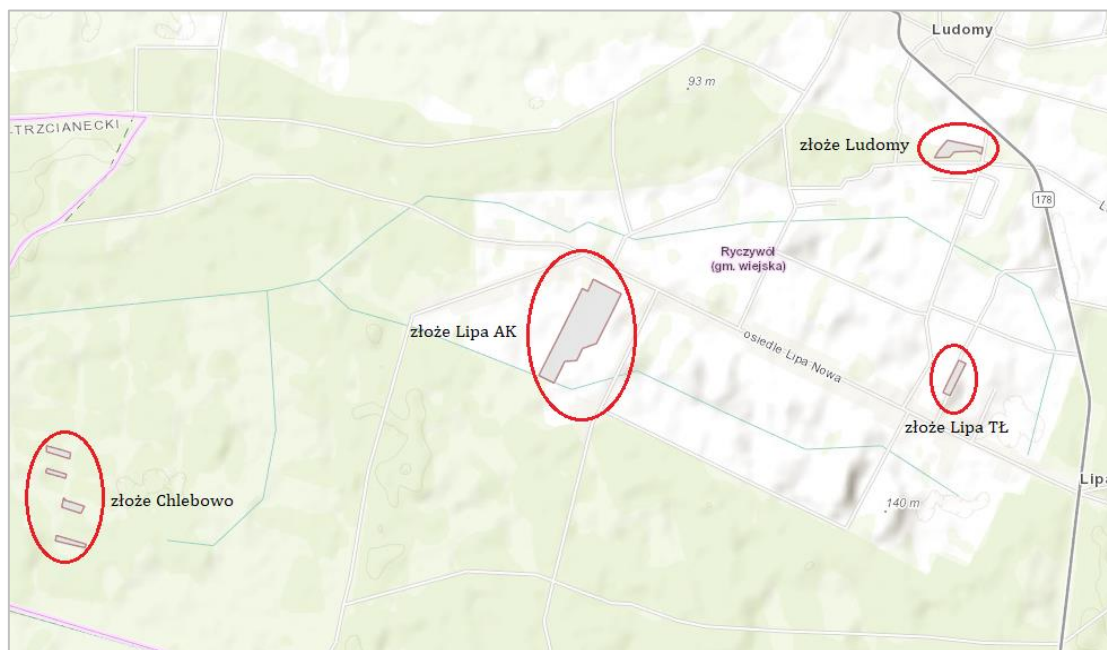 Ludomy
93 m
-TRZCIANECKI
złoże Ludomy
178
Ryczywół
(gm. wiejska)
złoże Lipa AK
osiedle Lipa Nowa
złoże Lipa TŁ
Lipa
złoże Chlebowo
140 m